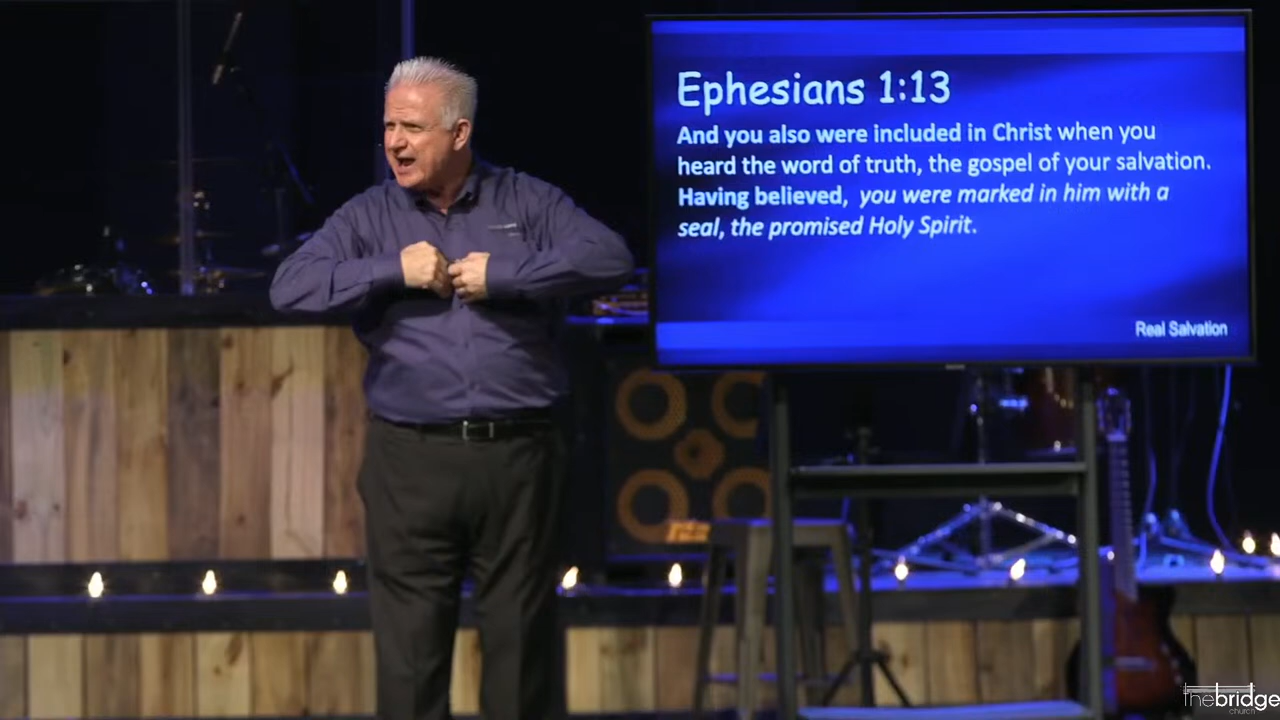 Ephesians 1:13
And you also were included in Christ when you
heard the word of truth, the gospel of your salvation.
Having believed, you were marked in him with a
seal, the promised Holy Spirit.
Real Salvation
thebridge
church